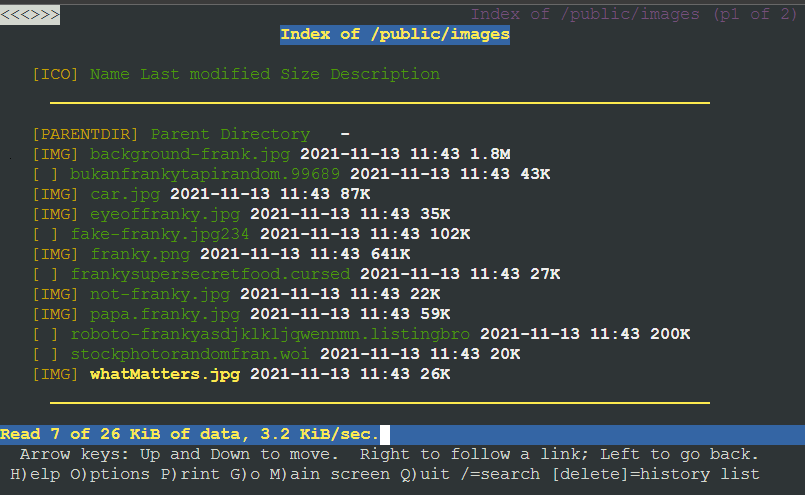 <<<>>>
Index of /public/images (p1 of 2)
Index of /public/images
[ICO] Name Last modified Size Description
[PARENTDIR] Parent Directory   -
[IMG] background-frank.jpg 2021-11-13 11:43 1.8M
[ ] bukanfrankytapirandom.99689 2021-11-13 11:43 43K
[IMG] car.jpg 2021-11-13 11:43 87K
[IMG] eyeoffranky.jpg 2021-11-13 11:43 35K
[ ] fake-franky.jpg234 2021-11-13 11:43 102K
[IMG] franky.png 2021-11-13 11:43 641K
[ ] frankysupersecretfood.cursed 2021-11-13 11:43 27K
[IMG] not-franky.jpg 2021-11-13 11:43 22K
[IMG] papa.franky.jpg 2021-11-13 11:43 59K
[ ] roboto-frankyasdjklkljqwennmn.listingbro 2021-11-13 11:43 200K
[ ] stockphotorandomfran.woi 2021-11-13 11:43 20K
[IMG] whatMatters.jpg 2021-11-13 11:43 26K
Read 7 of 26 KiB of data, 3.2 KiB/sec.
Arrow keys: Up and Down to move.  Right to follow a link; Left to go back.
H)elp O)ptions P)rint G)o M)ain screen Q)uit /=search [delete]=history list